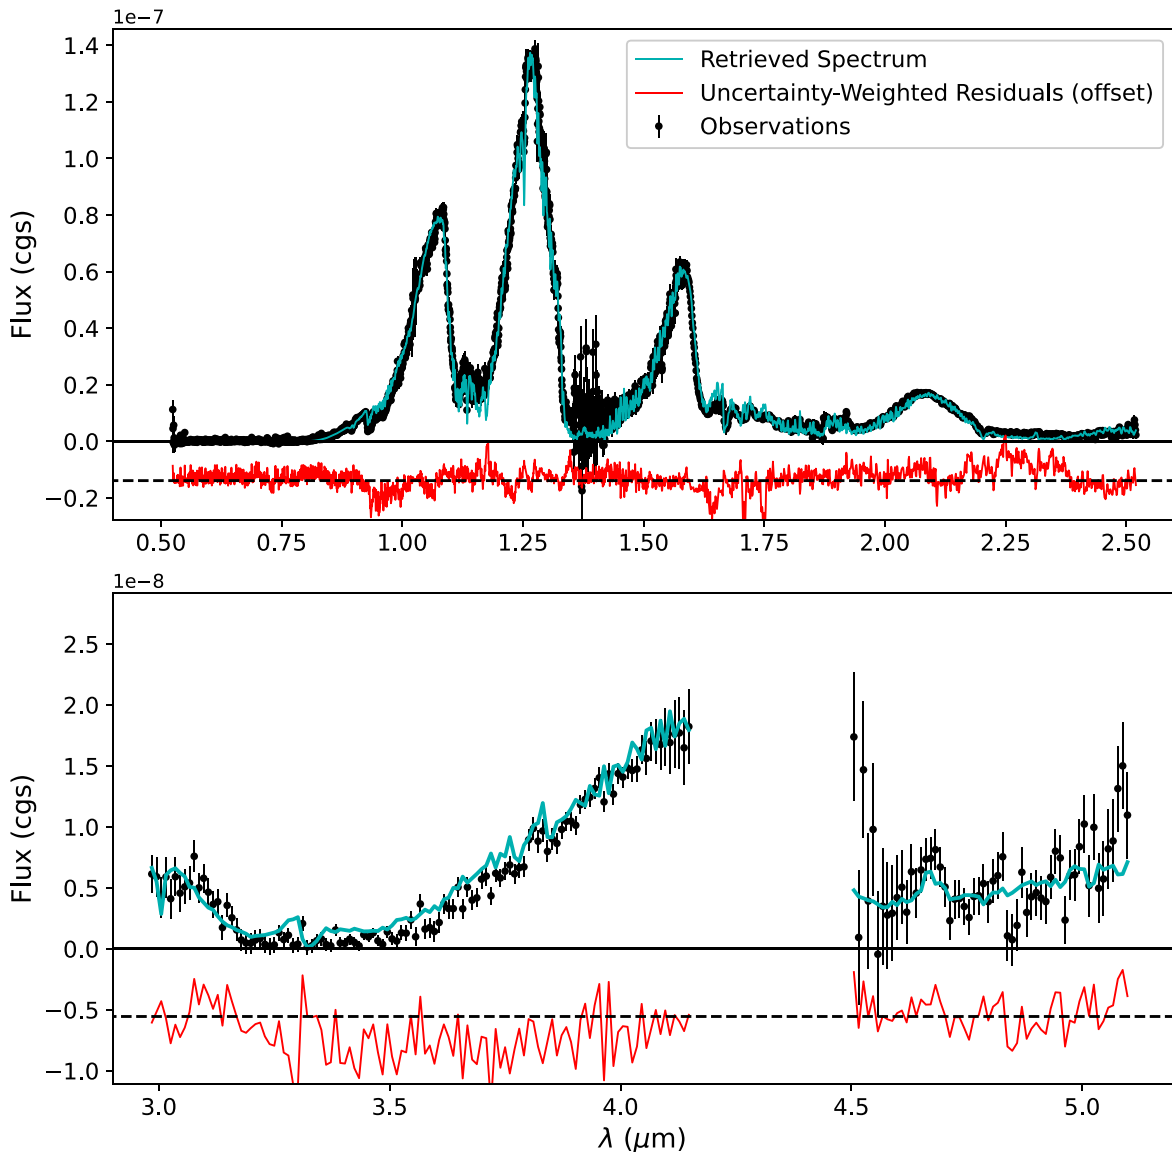 1e−7
Flux (cgs)
1.4
1.2
1.0
0.8
0.6
0.4
0.2
0.0
−0.2
Retrieved Spectrum
Uncertainty-Weighted Residuals (offset)
Observations
0.50 0.75 1.00 1.25 1.50 1.75 2.00 2.25 2.50
1e−8
Flux (cgs)
2.5
2.0
1.5
1.0
0.5
0.0
−0.5
−1.0
3.0 3.5 4.0 4.5 5.0
λ (μm)